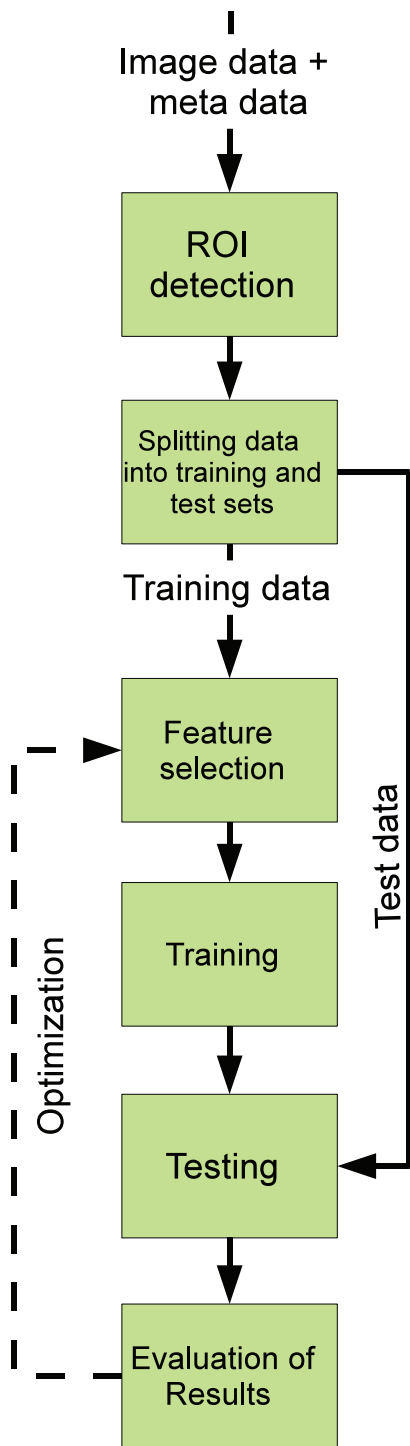 Image data +
meta data
ROI
detection
Splitting data
into training and
test sets
Training data
Feature
selection
Training
Test data
Optimization
Testing
Evaluation of
Results